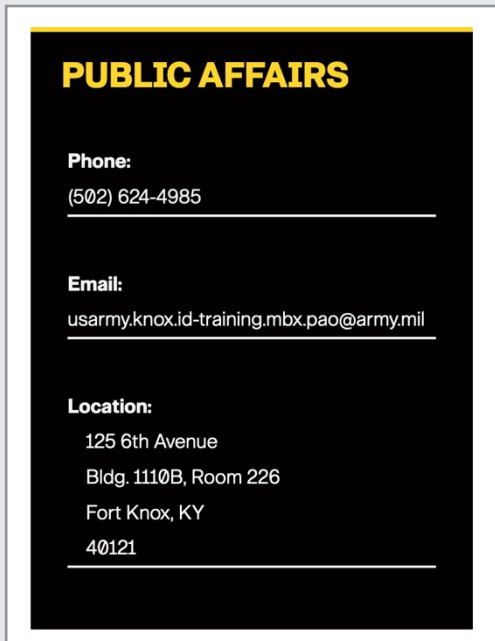 PUBLIC AFFAIRS
Phone:
(502) 624-4985
Email:
usarmy.knox.id-training.mbx.pao@army.mil
Location:
125 6th Avenue
Bldg. 1110B, Room 226
Fort Knox, KY
40121